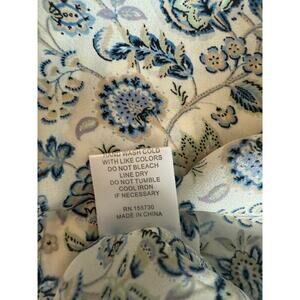 HAND WASH COLD
WITH LIKE COLORS
DO NOT BLEACH
LINE DRY
DO NOT TUMBLE
COOL IRON
IF NECESSARY
RN 155730
MADE IN CHINA